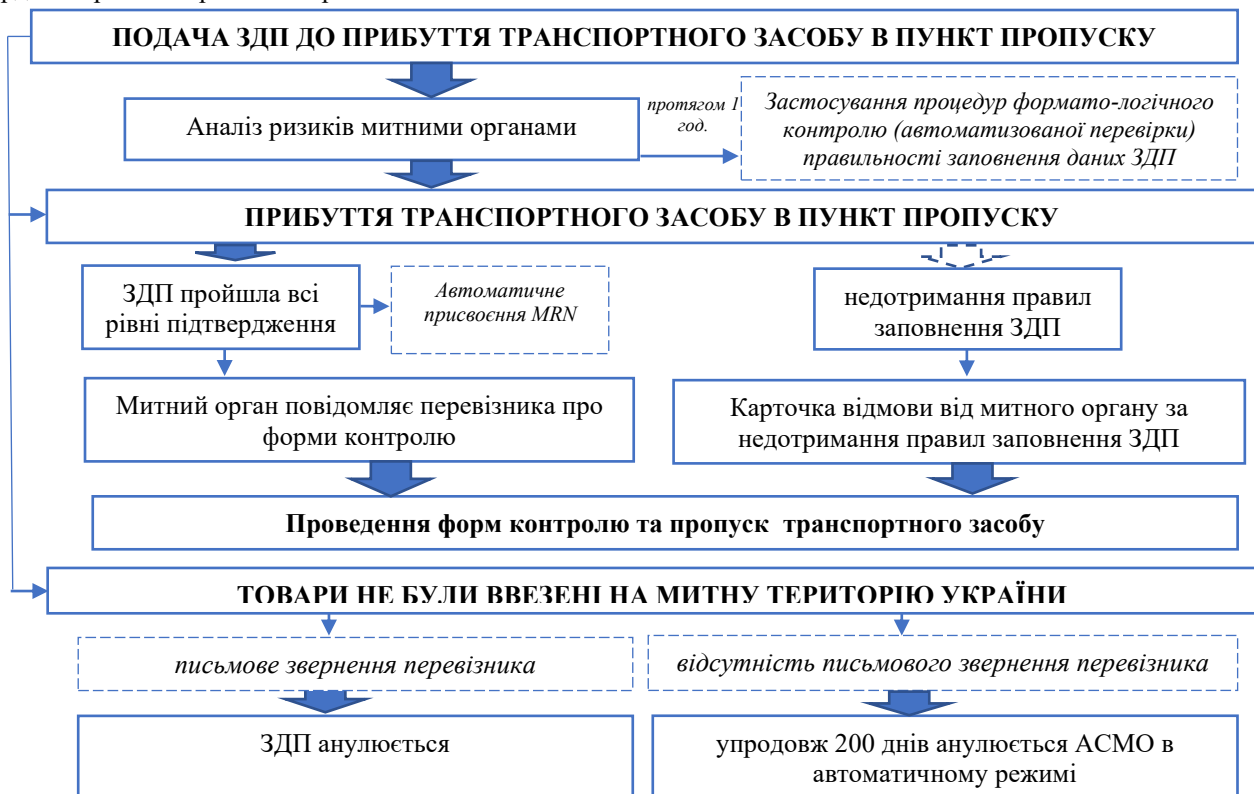 ПОДАЧА ЗДП ДО ПРИБУТТЯ ТРАНСПОРТНОГО ЗАСОБУ В ПУНКТ ПРОПУСКУ
Аналіз ризиків митними органами
протягом 1
год.
Застосування процедур формато-логічного
контролю (автоматизованої перевірки)
правильності заповнення даних ЗДП
ПРИБУТТЯ ТРАНСПОРТНОГО ЗАСОБУ В ПУНКТ ПРОПУСКУ
ЗДП пройшла всі
рівні підтвердження
Автоматичне
присвоєння MRN
недотримання правил
заповнення ЗДП
Митний орган повідомляє перевізника про
форми контролю
Карточка відмови від митного органу за
недотримання правил заповнення ЗДП
Проведення форм контролю та пропуск транспортного засобу
ТОВАРИ НЕ БУЛИ ВВЕЗЕНІ НА МИТНУ ТЕРИТОРІЮ УКРАЇНИ
письмове звернення перевізника
відсутність письмового звернення перевізника
ЗДП анулюється
упродовж 200 днів анулюється АСМО в
автоматичному режимі